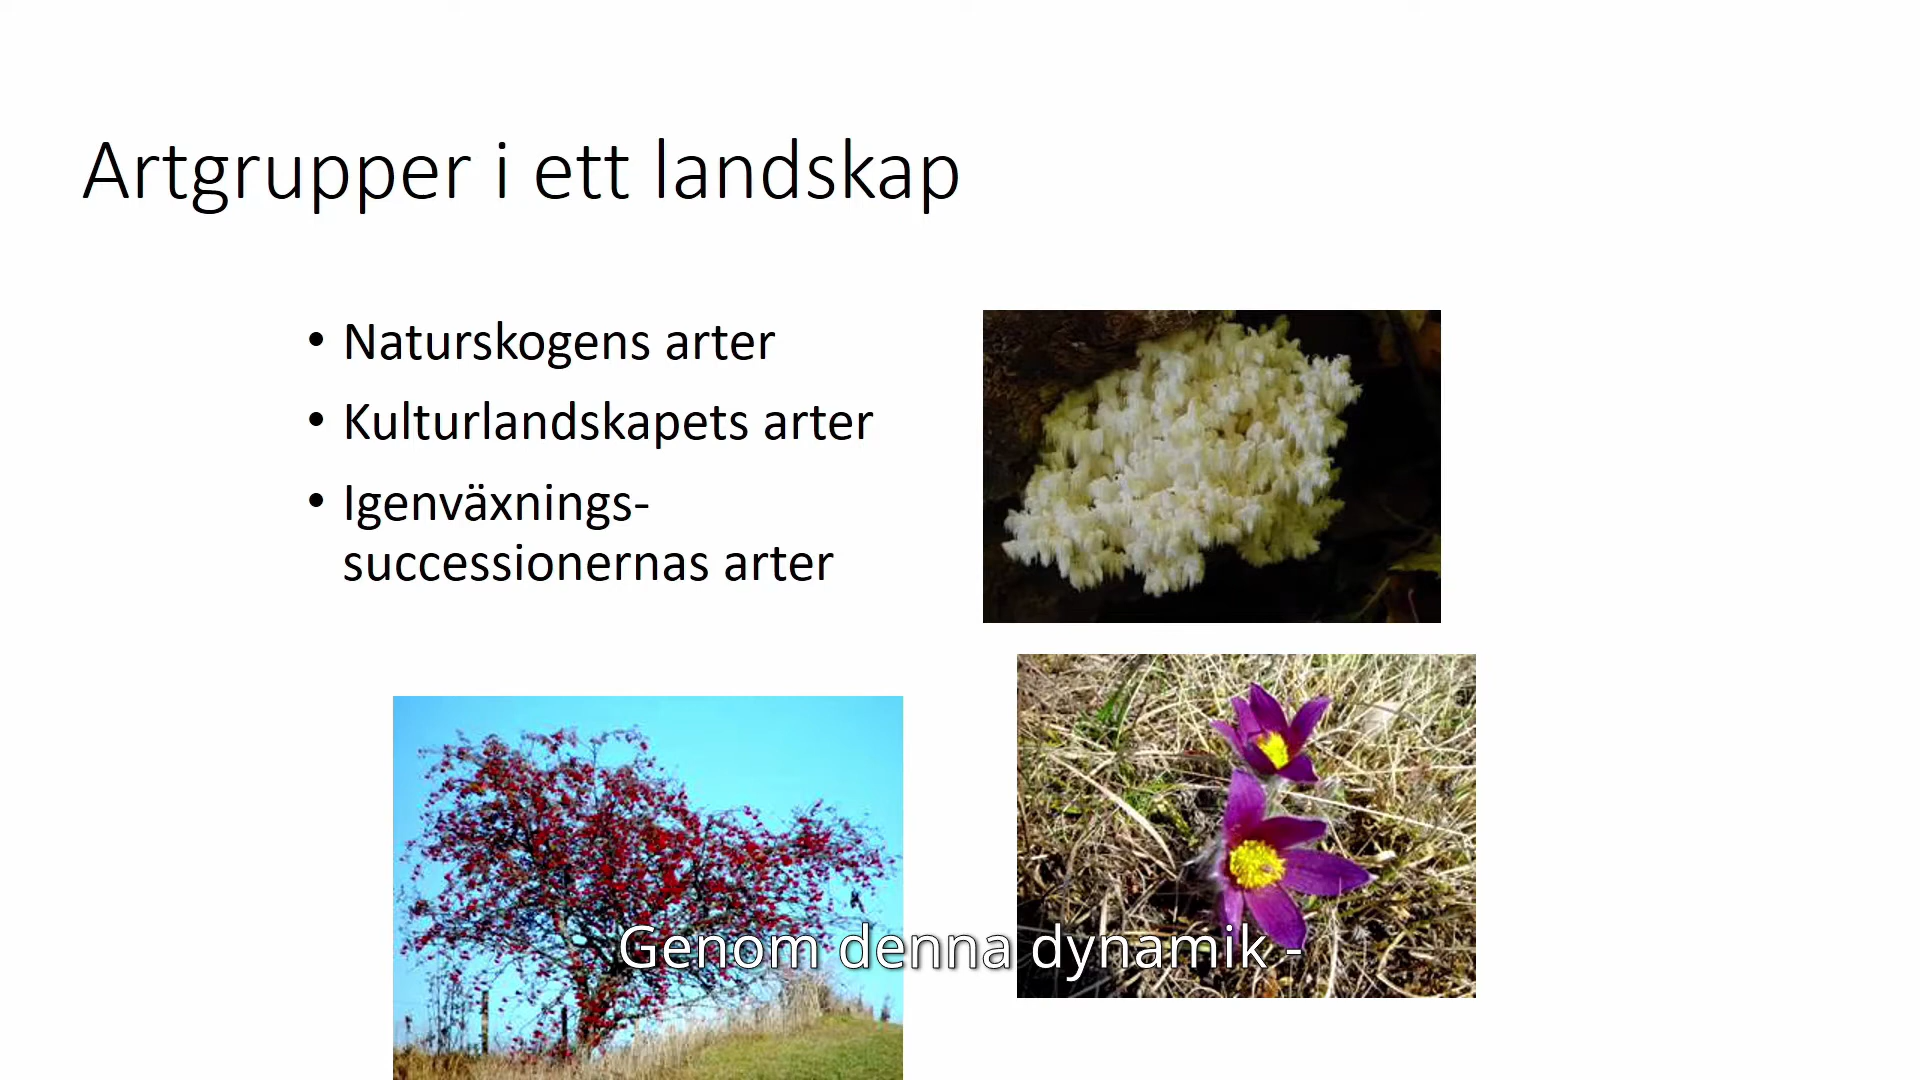 Artgrupper i ett landskap
• Naturskogens arter
• Kulturlandskapets arter
• Igenväxnings-
successionernas arter
Genom denna dynamik -